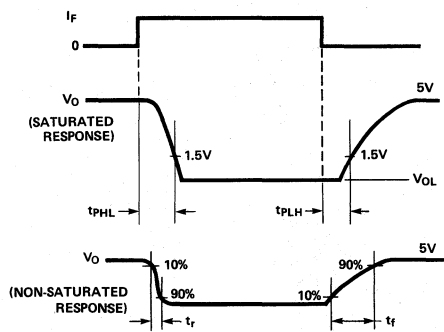 IF
0
VO
(SATURATED
RESPONSE)
5V
1.5V
1.5V
VOL
tPHL
tPLH
VO
5V
10%
90%
(NON-SATURATED
RESPONSE)
90%
10%
tr
tf